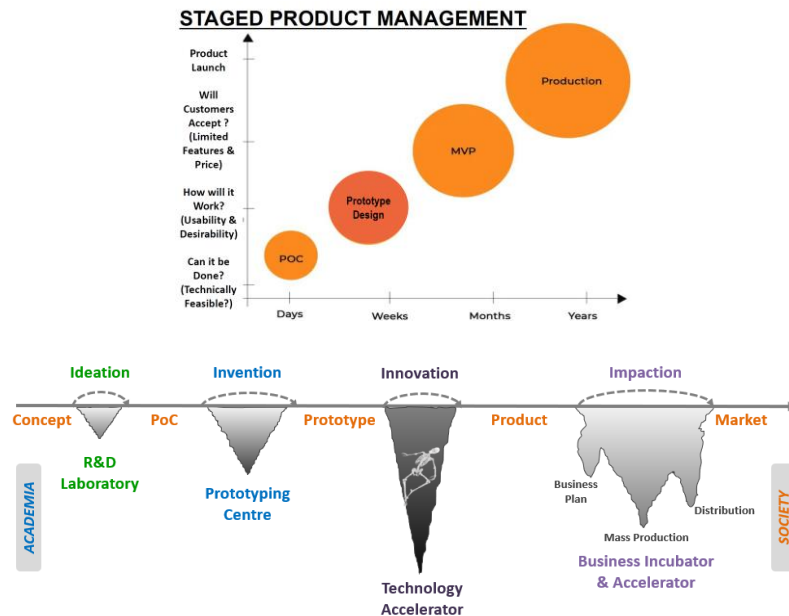 STAGED PRODUCT MANAGEMENT
Product
Launch
Will
Customers
Accept ?
(Limited
Features &
Price)
How will it
Work?
(Usability &
Desirability)
Can it be
Done?
(Technically
Feasible?)
Production
MVP
Prototype
Design
POC
Days
Weeks
Months
Years
Ideation
Invention
Innovation
Impaction
Concept
PoC
Prototype
Product
Market
R&D
Laboratory
Prototyping
Centre
Technology
Accelerator
Business
Plan
Mass Production
Distribution
Business Incubator
& Accelerator
ACADEMIA
SOCIETY